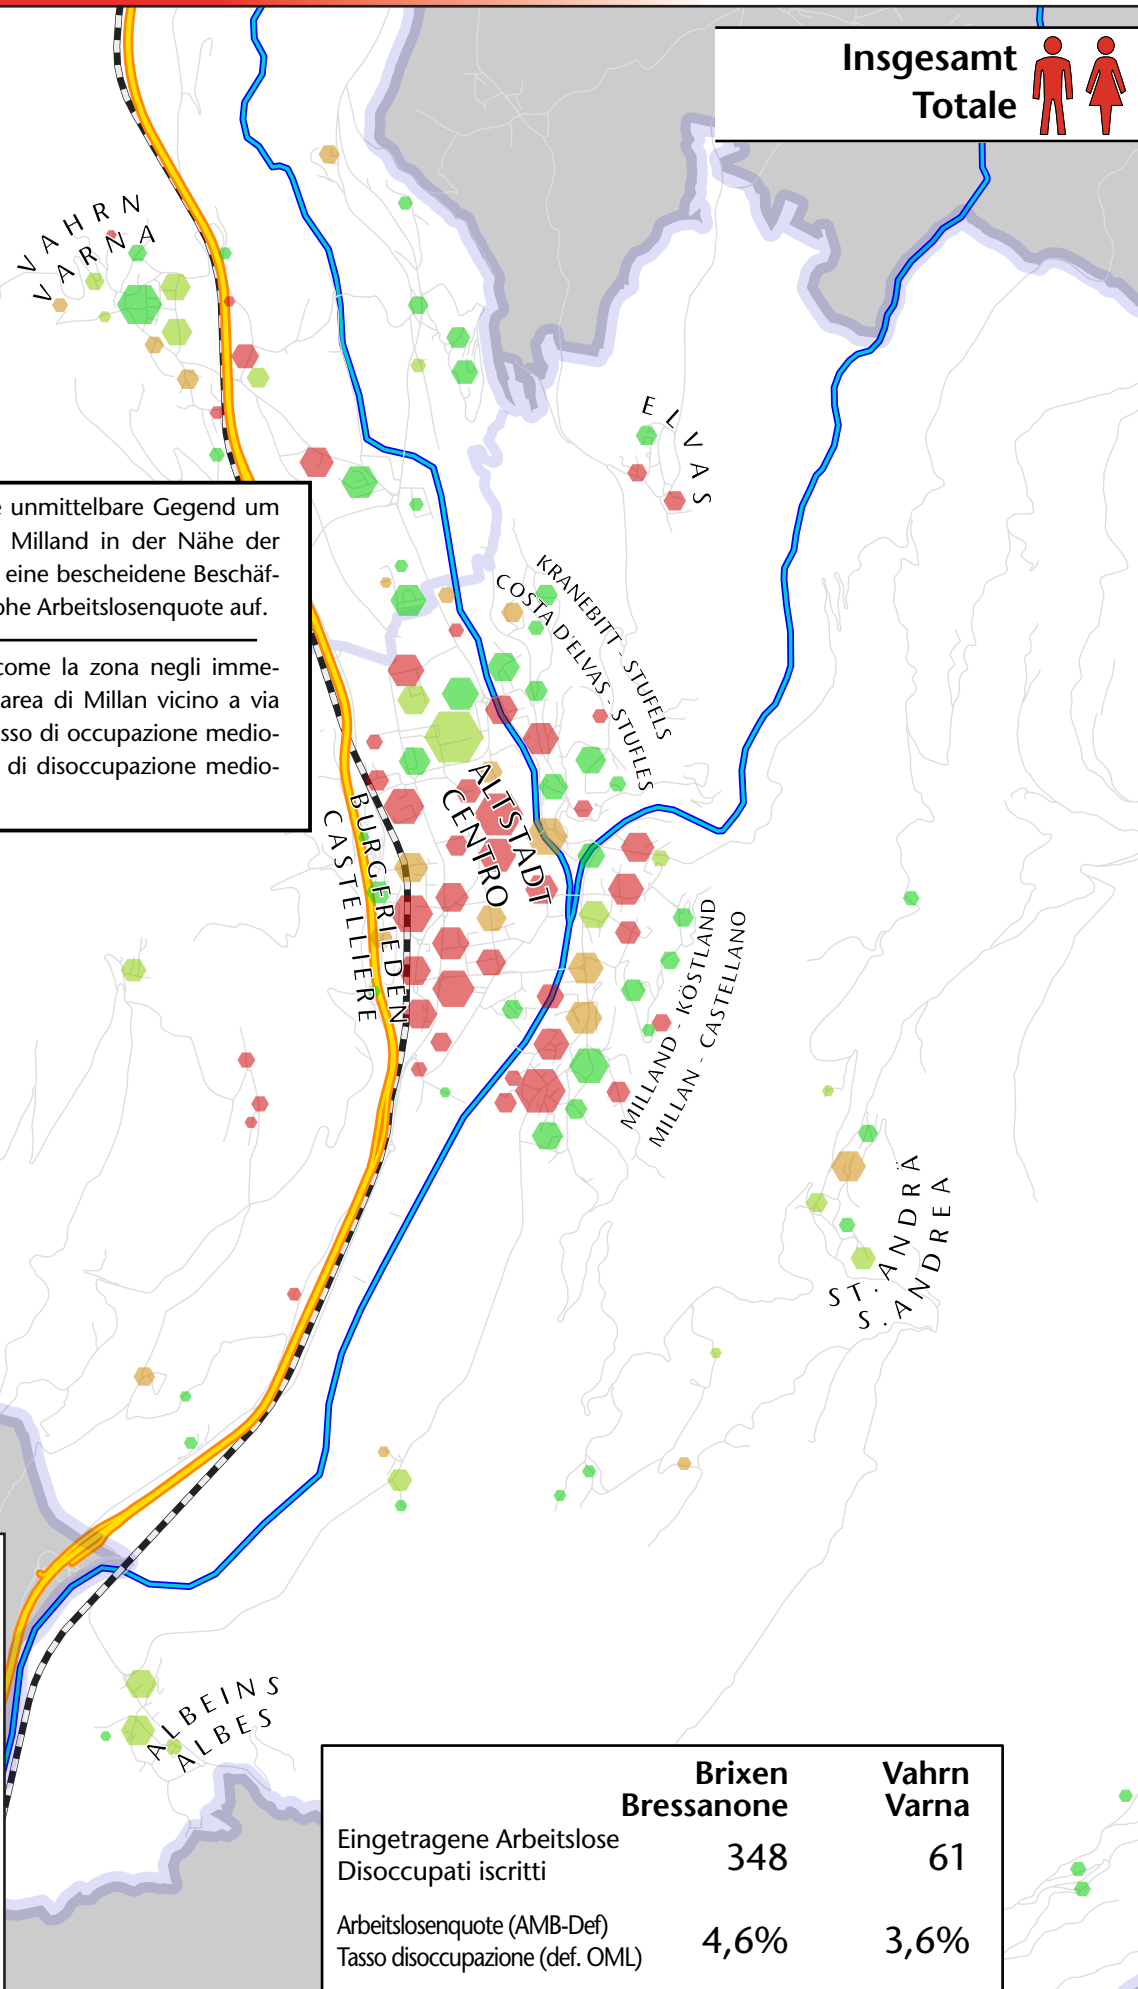 Insgesamt
Totale
VAHRN
VARNA
ELVAS
unmittelbare Gegend um
Milland in der Nähe der
eine bescheidene Beschäf-
ohe Arbeitslosenquote auf.
come la zona negli imme-
area di Millan vicino a via
sso di occupazione medio-
di disoccupazione medio-
KRANEBITT - STUFELS
COSTA D'ELVAS - STUFLES
ALTSTADT
CENTRO
BURGFRIEDEN
CASTELLIERE
MILLAND - KÖSTLAND
MILLAN - CASTELLANO
ST. ANDRÄ
S. ANDREA
ALBEINS
ALBES
Brixen Vahrn
Bressanone Varna
Eingetragene Arbeitslose
Disoccupati iscritti 348 61
Arbeitslosenquote (AMB-Def)
Tasso disoccupazione (def. OML) 4,6% 3,6%